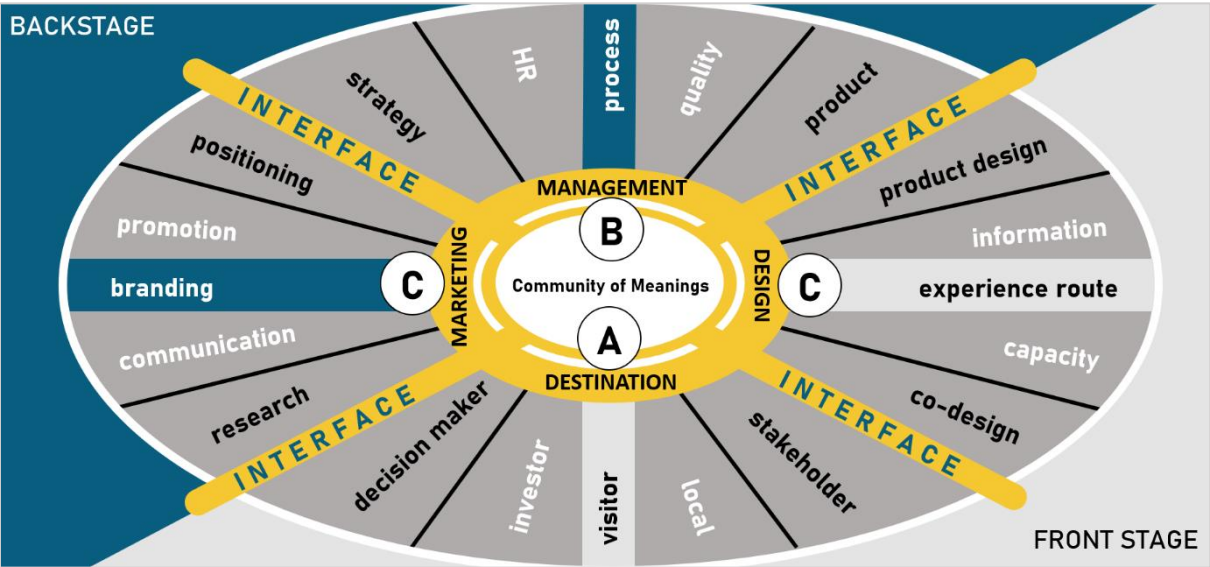 BACKSTAGE
HR
process
quality
strategy
product
INTERFACE
INTERFACE
positioning
product design
MANAGEMENT
promotion
information
B
branding
C
MARKETING
Community of Meanings
DESIGN
C
experience route
communication
A
capacity
DESTINATION
research
co-design
INTERFACE
INTERFACE
decision maker
stakeholder
investor
visitor
local
FRONT STAGE